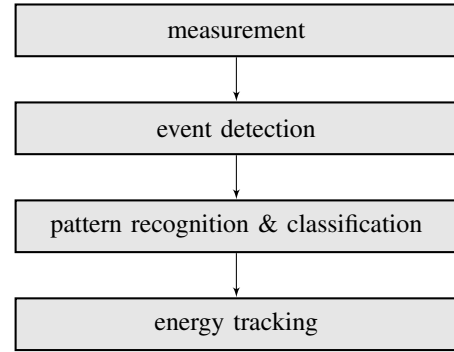 measurement
event detection
pattern recognition & classification
energy tracking